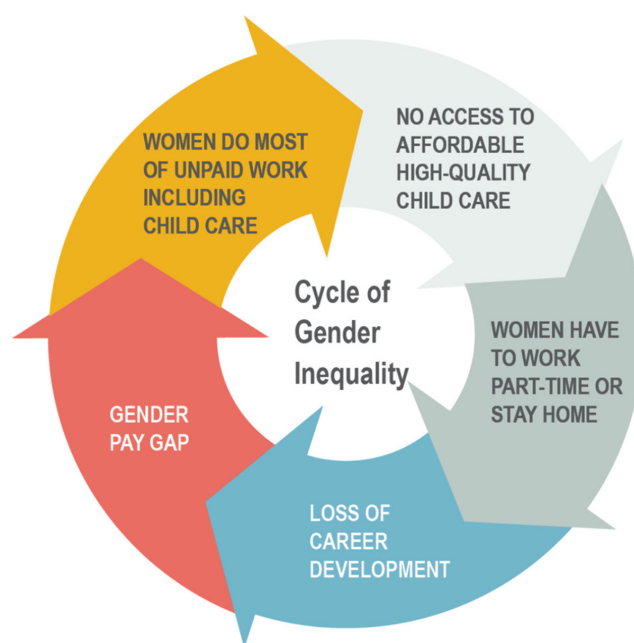 WOMEN DO MOST
OF UNPAID WORK
INCLUDING
CHILD CARE
NO ACCESS TO
AFFORDABLE
HIGH-QUALITY
CHILD CARE
WOMEN HAVE
TO WORK
PART-TIME OR
STAY HOME
LOSS OF
CAREER
DEVELOPMENT
GENDER
PAY GAP
Cycle of
Gender
Inequality